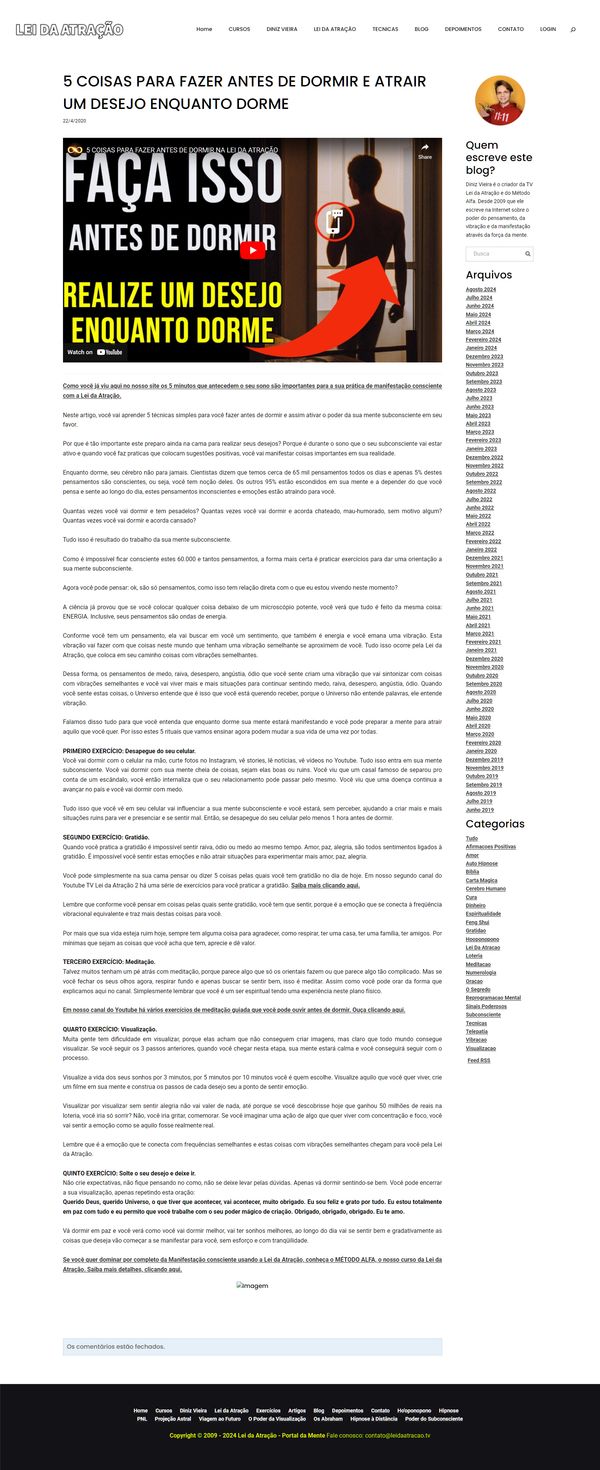 LEI DA ATRAÇÃO
Home CURSOS DINIZ VIEIRA LEI DA ATRAÇÃO TECNICAS BLOG DEPOIMENTOS CONTATO LOGIN
5 COISAS PARA FAZER ANTES DE DORMIR E ATRAIR
UM DESEJO ENQUANTO DORME
22/4/2020
5 COISAS PARA FAZER ANTES DE DORMIR NA LEI DA ATRAÇÃO
Share
FAÇA ISSO
ANTES DE DORMIR
REALIZE UM DESEJO
ENQUANTO DORME
Watch on YouTube
Como você já viu aqui no nosso site os 5 minutos que antecedem o seu sono são importantes para a sua prática de manifestação consciente
com a Lei da Atração.
Neste artigo, você vai aprender 5 técnicas simples para você fazer antes de dormir e assim ativar o poder da sua mente subconsciente em seu
favor.
Por que é tão importante este preparo ainda na cama para realizar seus desejos? Porque é durante o sono que o seu subconsciente vai estar
ativo e quando você faz praticas que colocam sugestões positivas, você vai manifestar coisas importantes em sua realidade.
Enquanto dorme, seu cérebro não para jamais. Cientistas dizem que temos cerca de 65 mil pensamentos todos os dias e apenas 5% destes
pensamentos são conscientes, ou seja, você tem noção deles. Os outros 95% estão escondidos em sua mente e a depender do que você
pensa e sente ao longo do dia, estes pensamentos inconscientes e emoções estão atraindo para você.
Quantas vezes você vai dormir e tem pesadelos? Quantas vezes você vai dormir e acorda chateado, mau-humorado, sem motivo algum?
Quantas vezes você vai dormir e acorda cansado?
Tudo isso é resultado do trabalho da sua mente subconsciente.
Como é impossível ficar consciente estes 60.000 e tantos pensamentos, a forma mais certa é praticar exercícios para dar uma orientação a
sua mente subconsciente.
Agora você pode pensar: ok, são só pensamentos, como isso tem relação direta com o que eu estou vivendo neste momento?
A ciência já provou que se você colocar qualquer coisa debaixo de um microscópio potente, você verá que tudo é feito da mesma coisa:
ENERGIA. Inclusive, seus pensamentos são ondas de energia.
Conforme você tem um pensamento, ela vai buscar em você um sentimento, que também é energia e você emana uma vibração. Esta
vibração vai fazer com que coisas neste mundo que tenham uma vibração semelhante se aproximem de você. Tudo isso ocorre pela Lei da
Atração, que coloca em seu caminho coisas com vibrações semelhantes.
Dessa forma, os pensamentos de medo, raiva, desespero, angústia, ódio que você sente criam uma vibração que vai sintonizar com coisas
com vibrações semelhantes e você vai viver mais e mais situações para continuar sentindo medo, raiva, desespero, angústia, ódio. Quando
você sente estas coisas, o Universo entende que é isso que você está querendo receber, porque o Universo não entende palavras, ele entende
vibração.
Falamos disso tudo para que você entenda que enquanto dorme sua mente estará manifestando e você pode preparar a mente para atrair
aquilo que você quer. Por isso estes 5 rituais que vamos ensinar agora podem mudar a sua vida de uma vez por todas.
PRIMEIRO EXERCÍCIO: Desapegue do seu celular.
Você vai dormir com o celular na mão, curte fotos no Instagram, vê stories, lê notícias, vê vídeos no Youtube. Tudo isso entra em sua mente
subconsciente. Você vai dormir com sua mente cheia de coisas, sejam elas boas ou ruins. Você viu que um casal famoso de separou pro
conta de um escândalo, você então internaliza que o seu relacionamento pode passar pelo mesmo. Você viu que uma doença continua a
avançar no país e você vai dormir com medo.
Tudo isso que você vê em seu celular vai influenciar a sua mente subconsciente e você estará, sem perceber, ajudando a criar mais e mais
situações ruins para ver e presenciar e se sentir mal. Então, se desapegue do seu celular pelo menos 1 hora antes de dormir.
SEGUNDO EXERCÍCIO: Gratidão.
Quando você pratica a gratidão é impossível sentir raiva, ódio ou medo ao mesmo tempo. Amor, paz, alegria, são todos sentimentos ligados à
gratidão. É impossível você sentir estas emoções e não atrair situações para experimentar mais amor, paz, alegria.
Você pode simplesmente na sua cama pensar ou dizer 5 coisas pelas quais você tem gratidão no dia de hoje. Em nosso segundo canal do
Youtube TV Lei da Atração 2 há uma série de exercícios para você praticar a gratidão. Saiba mais clicando aqui.
Lembre que conforme você pensar em coisas pelas quais sente gratidão, você tem que sentir, porque é a emoção que se conecta à freqüência
vibracional equivalente e traz mais destas coisas para você.
Por mais que sua vida esteja ruim hoje, sempre tem alguma coisa para agradecer, como respirar, ter uma casa, ter uma família, ter amigos. Por
mínimas que sejam as coisas que você acha que tem, aprecie e dê valor.
TERCEIRO EXERCÍCIO: Meditação.
Talvez muitos tenham um pé atrás com meditação, porque parece algo que só os orientais fazem ou que parece algo tão complicado. Mas se
você fechar os seus olhos agora, respirar fundo e apenas buscar se sentir bem, isso é meditar. Assim como você pode orar da forma que
explicamos aqui no canal. Simplesmente lembrar que você é um ser espiritual tendo uma experiência neste plano físico.
Em nosso canal do Youtube há vários exercícios de meditação guiada que você pode ouvir antes de dormir. Ouça clicando aqui.
QUARTO EXERCÍCIO: Visualização.
Muita gente tem dificuldade em visualizar, porque elas acham que não conseguem criar imagens, mas claro que todo mundo consegue
visualizar. Se você seguir os 3 passos anteriores, quando você chegar nesta etapa, sua mente estará calma e você conseguirá seguir com o
processo.
Visualize a vida dos seus sonhos por 3 minutos, por 5 minutos por 10 minutos você é quem escolhe. Visualize aquilo que você quer viver, crie
um filme em sua mente e construa os passos de cada desejo seu a ponto de sentir emoção.
Visualizar por visualizar sem sentir alegria não vai valer de nada, até porque se você descobrisse hoje que ganhou 50 milhões de reais na
loteria, você iria só sorrir? Não, você iria gritar, comemorar. Se você imaginar uma ação de algo que quer viver com concentração e foco, você
vai sentir a emoção como se aquilo fosse realmente real.
Lembre que é a emoção que te conecta com frequências semelhantes e estas coisas com vibrações semelhantes chegam para você pela Lei
da Atração.
QUINTO EXERCÍCIO: Solte o seu desejo e deixe ir.
Não crie expectativas, não fique pensando no como, não se deixe levar pelas dúvidas. Apenas vá dormir sentindo-se bem. Você pode encerrar
a sua visualização, apenas repetindo esta oração:
Querido Deus, querido Universo, o que tiver que acontecer, vai acontecer, muito obrigado. Eu sou feliz e grato por tudo. Eu estou totalmente
em paz com tudo e eu permito que você trabalhe com o seu poder mágico de criação. Obrigado, obrigado, obrigado. Eu te amo.
Vá dormir em paz e você verá como você vai dormir melhor, vai ter sonhos melhores, ao longo do dia vai se sentir bem e gradativamente as
coisas que deseja vão começar a se manifestar para você, sem esforço e com tranqüilidade.
Se você quer dominar por completo da Manifestação consciente usando a Lei da Atração, conheça o MÉTODO ALFA, o nosso curso da Lei da
Atração. Saiba mais detalhes, clicando aqui.
Imagem
Os comentários estão fechados.
11:11
Quem
escreve este
blog?
Diniz Vieira é o criador da TV
Lei da Atração e do Método
Alfa. Desde 2009 que ele
escreve na Internet sobre o
poder do pensamento, da
vibração e da manifestação
através da força da mente.
Busca
Arquivos
Agosto 2024
Julho 2024
Junho 2024
Maio 2024
Abril 2024
Março 2024
Fevereiro 2024
Janeiro 2024
Dezembro 2023
Novembro 2023
Outubro 2023
Setembro 2023
Agosto 2023
Julho 2023
Junho 2023
Maio 2023
Abril 2023
Março 2023
Fevereiro 2023
Janeiro 2023
Dezembro 2022
Novembro 2022
Outubro 2022
Setembro 2022
Agosto 2022
Julho 2022
Junho 2022
Maio 2022
Abril 2022
Março 2022
Fevereiro 2022
Janeiro 2022
Dezembro 2021
Novembro 2021
Outubro 2021
Setembro 2021
Agosto 2021
Julho 2021
Junho 2021
Maio 2021
Abril 2021
Março 2021
Fevereiro 2021
Janeiro 2021
Dezembro 2020
Novembro 2020
Outubro 2020
Setembro 2020
Agosto 2020
Julho 2020
Junho 2020
Maio 2020
Abril 2020
Março 2020
Fevereiro 2020
Janeiro 2020
Dezembro 2019
Novembro 2019
Outubro 2019
Setembro 2019
Agosto 2019
Julho 2019
Junho 2019
Categorias
Tudo
Afirmacoes Positivas
Amor
Auto Hipnose
Biblia
Carta Magica
Cerebro Humano
Cura
Dinheiro
Espiritualidade
Feng Shui
Gratidao
Hooponopono
Lei Da Atracao
Loteria
Meditacao
Numerologia
Oracao
O Segredo
Reprogramacao Mental
Sinais Poderosos
Subconsciente
Tecnicas
Telepatia
Vibracao
Visualizacao
Feed RSS
Home Cursos Diniz Vieira Lei da Atração Exercícios Artigos Blog Depoimentos Contato Ho'oponopono Hipnose
PNL Projeção Astral Viagem ao Futuro O Poder da Visualização Os Abraham Hipnose à Distância Poder do Subconsciente
Copyright © 2009 - 2024 Lei da Atração - Portal da Mente Fale conosco: contato@leidaatracao.tv